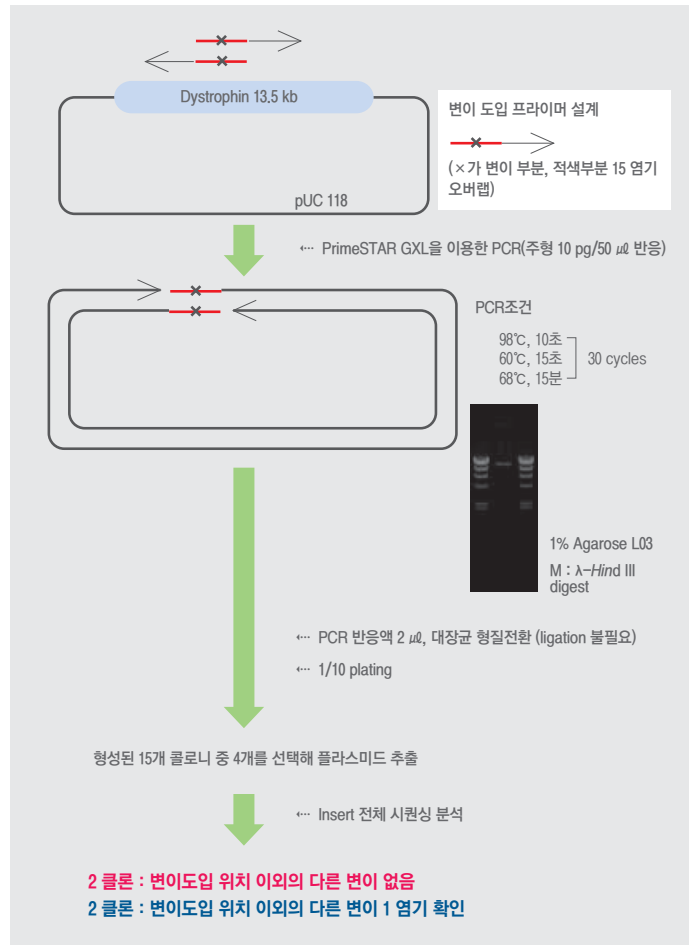 Dystrophin 13.5 kb
pUC 118
변이 도입 프라이머 설계
(×가 변이 부분, 적색부분 15 염기
오버랩)
←··· PrimeSTAR GXL을 이용한 PCR(주형 10 pg/50 ㎕ 반응)
PCR조건
98℃, 10초
60℃, 15초
68℃, 15분
30 cycles
1% Agarose L03
M : λ-Hind III
digest
←··· PCR 반응액 2 ㎕, 대장균 형질전환 (ligation 불필요)
←··· 1/10 plating
형성된 15개 콜로니 중 4개를 선택해 플라스미드 추출
←··· Insert 전체 시퀀싱 분석
2 클론 : 변이도입 위치 이외의 다른 변이 없음
2 클론 : 변이도입 위치 이외의 다른 변이 1 염기 확인